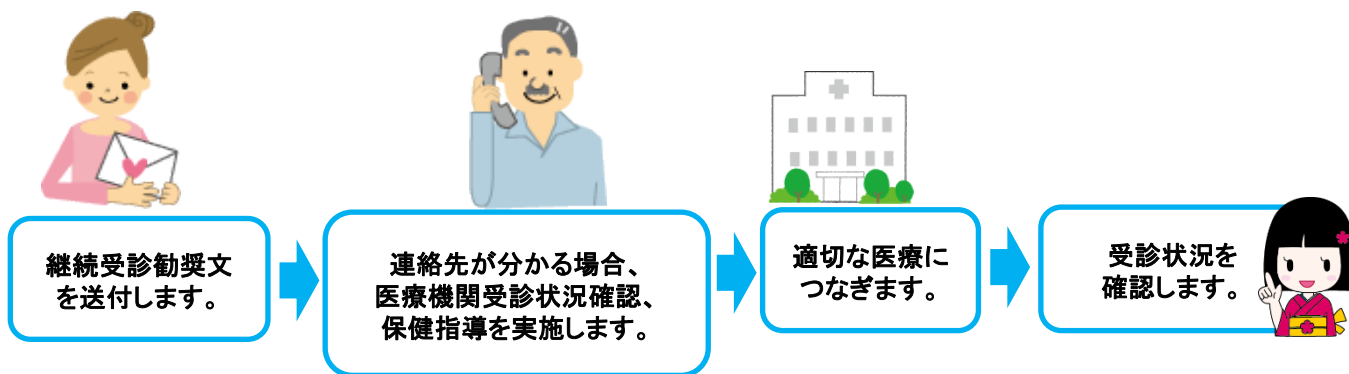 継続受診勧奨文
を送付します。
連絡先が分かる場合、
医療機関受診状況確認、
保健指導を実施します。
適切な医療に
つなぎます。
受診状況を
確認します。